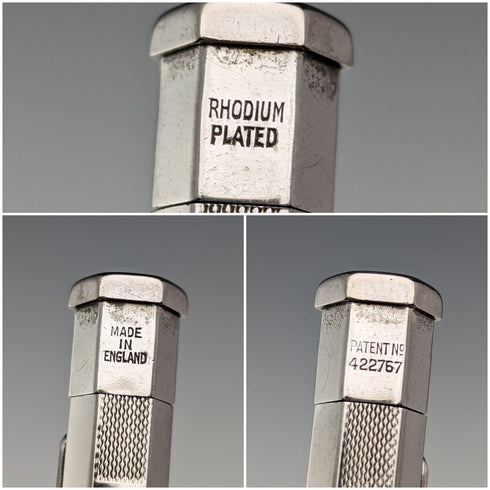 RHODIUM
PLATED
MADE
IN
ENGLAND
PATENT No
422767